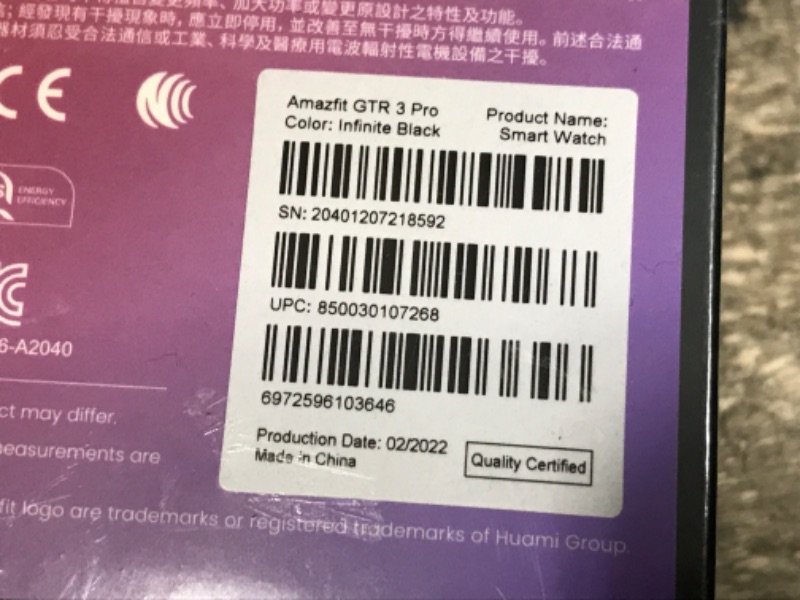 更頻率、加大功率或變更原設計之特性及功能。
；經發現有干擾現象時，應立即停用，並改善至無干擾時方得繼續使用。前述合法通
器材須忍受合法通信或工業、科學及醫療用電波輻射性電機設備之干擾。
CE
Amazfit GTR 3 Pro
Color: Infinite Black
Product Name:
Smart Watch
ENERGY
EFFICIENCY
SN: 20401207218592
UPC: 850030107268
6-A2040
6972596103646
ct may differ.
Production Date: 02/2022
Made in China
Quality Certified
measurements are
fit logo are trademarks or registered trademarks of Huami Group.